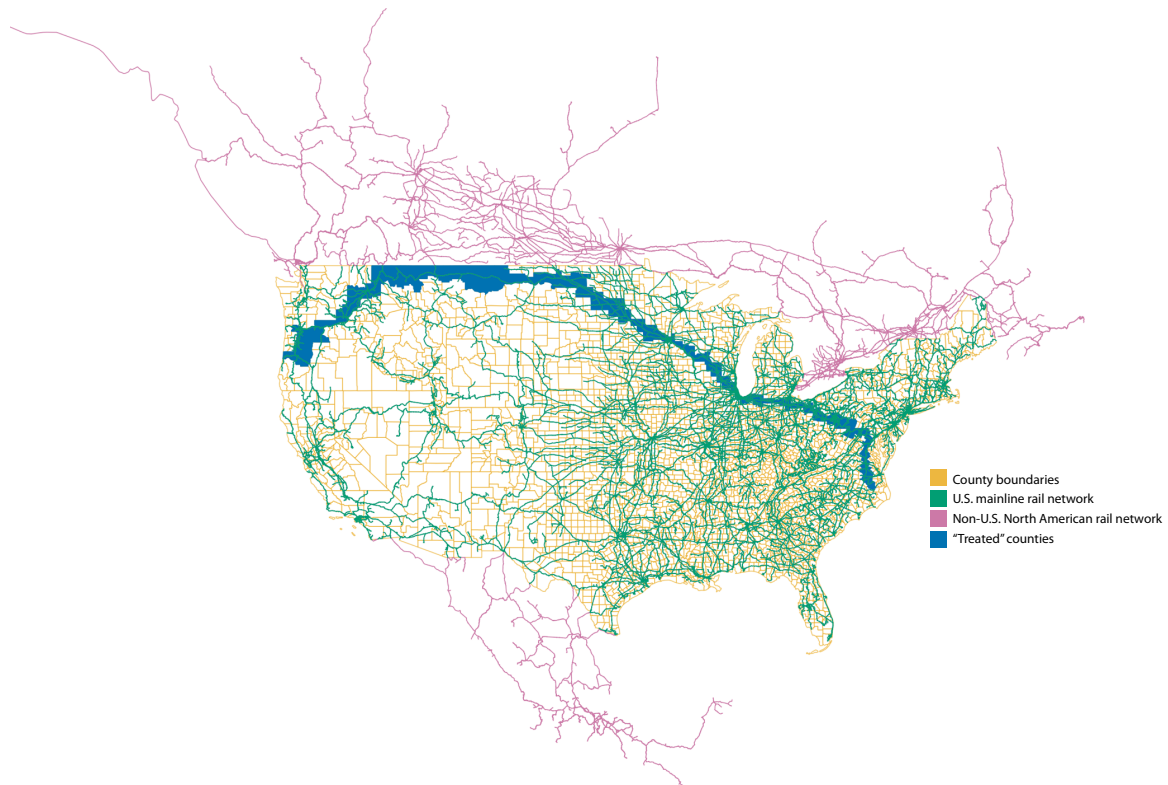 County boundaries
U.S. mainline rail network
Non-U.S. North American rail network
“Treated” counties